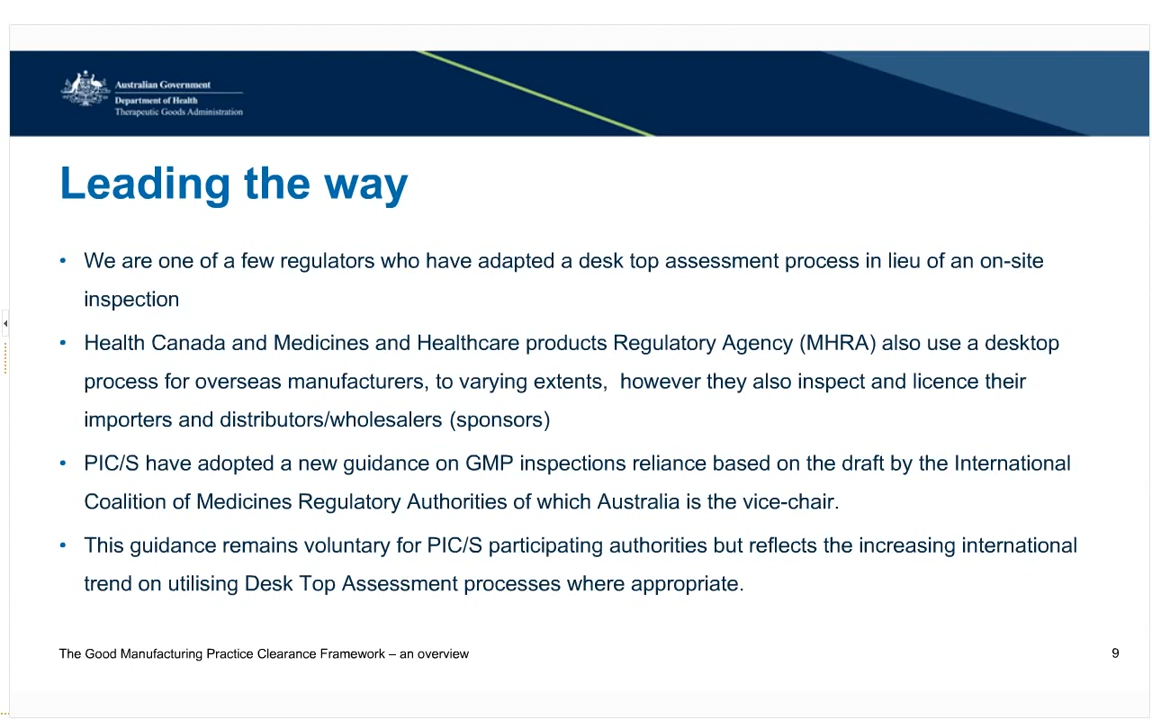 Australian Government
Department of Health
Therapeutic Goods Administration
Leading the way
• We are one of a few regulators who have adapted a desk top assessment process in lieu of an on-site
inspection
• Health Canada and Medicines and Healthcare products Regulatory Agency (MHRA) also use a desktop
process for overseas manufacturers, to varying extents,  however they also inspect and licence their
importers and distributors/wholesalers (sponsors)
• PIC/S have adopted a new guidance on GMP inspections reliance based on the draft by the International
Coalition of Medicines Regulatory Authorities of which Australia is the vice-chair.
• This guidance remains voluntary for PIC/S participating authorities but reflects the increasing international
trend on utilising Desk Top Assessment processes where appropriate.
The Good Manufacturing Practice Clearance Framework – an overview
9